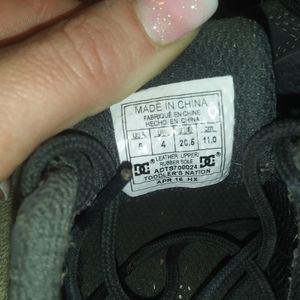 MADE IN CHINA
FABRIQUÉ EN CHINE
HECHO EN CHINA
4 20,5 11,0
LEATHER UPPER/
RUBBER SOLE
ADTS700024
TODDLER'S NATION
APR 16 HX